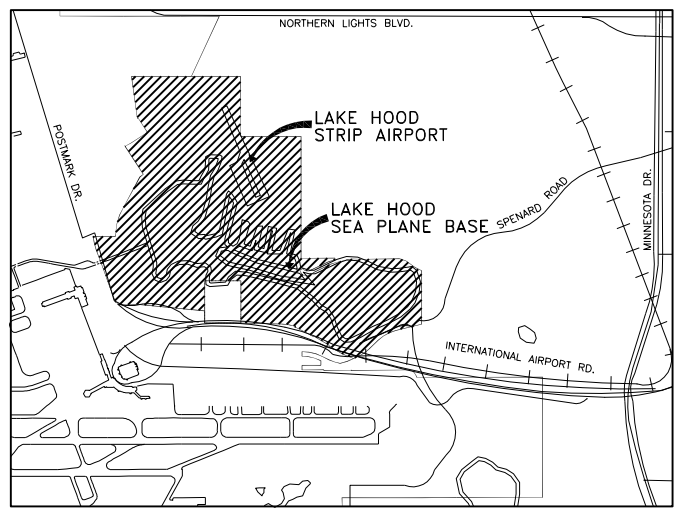 NORTHERN LIGHTS BLVD.
LAKE HOOD
STRIP AIRPORT
POSTMARK DR.
LAKE HOOD
SEA PLANE BASE
SPENARD ROAD
MINNESOTA DR.
INTERNATIONAL AIRPORT RD.